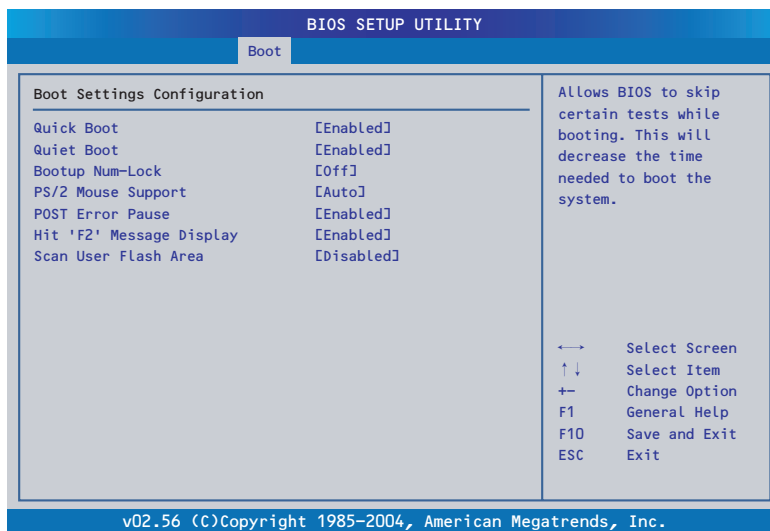 BIOS SETUP UTILITY
Boot
Boot Settings Configuration
Quick Boot [Enabled]
Quiet Boot [Enabled]
Bootup Num-Lock [Off]
PS/2 Mouse Support [Auto]
POST Error Pause [Enabled]
Hit 'F2' Message Display [Enabled]
Scan User Flash Area [Disabled]
Allows BIOS to skip
certain tests while
booting. This will
decrease the time
needed to boot the
system.
←→ Select Screen
↑↓ Select Item
+- Change Option
F1 General Help
F10 Save and Exit
ESC Exit
v02.56 (C)Copyright 1985-2004, American Megatrends, Inc.